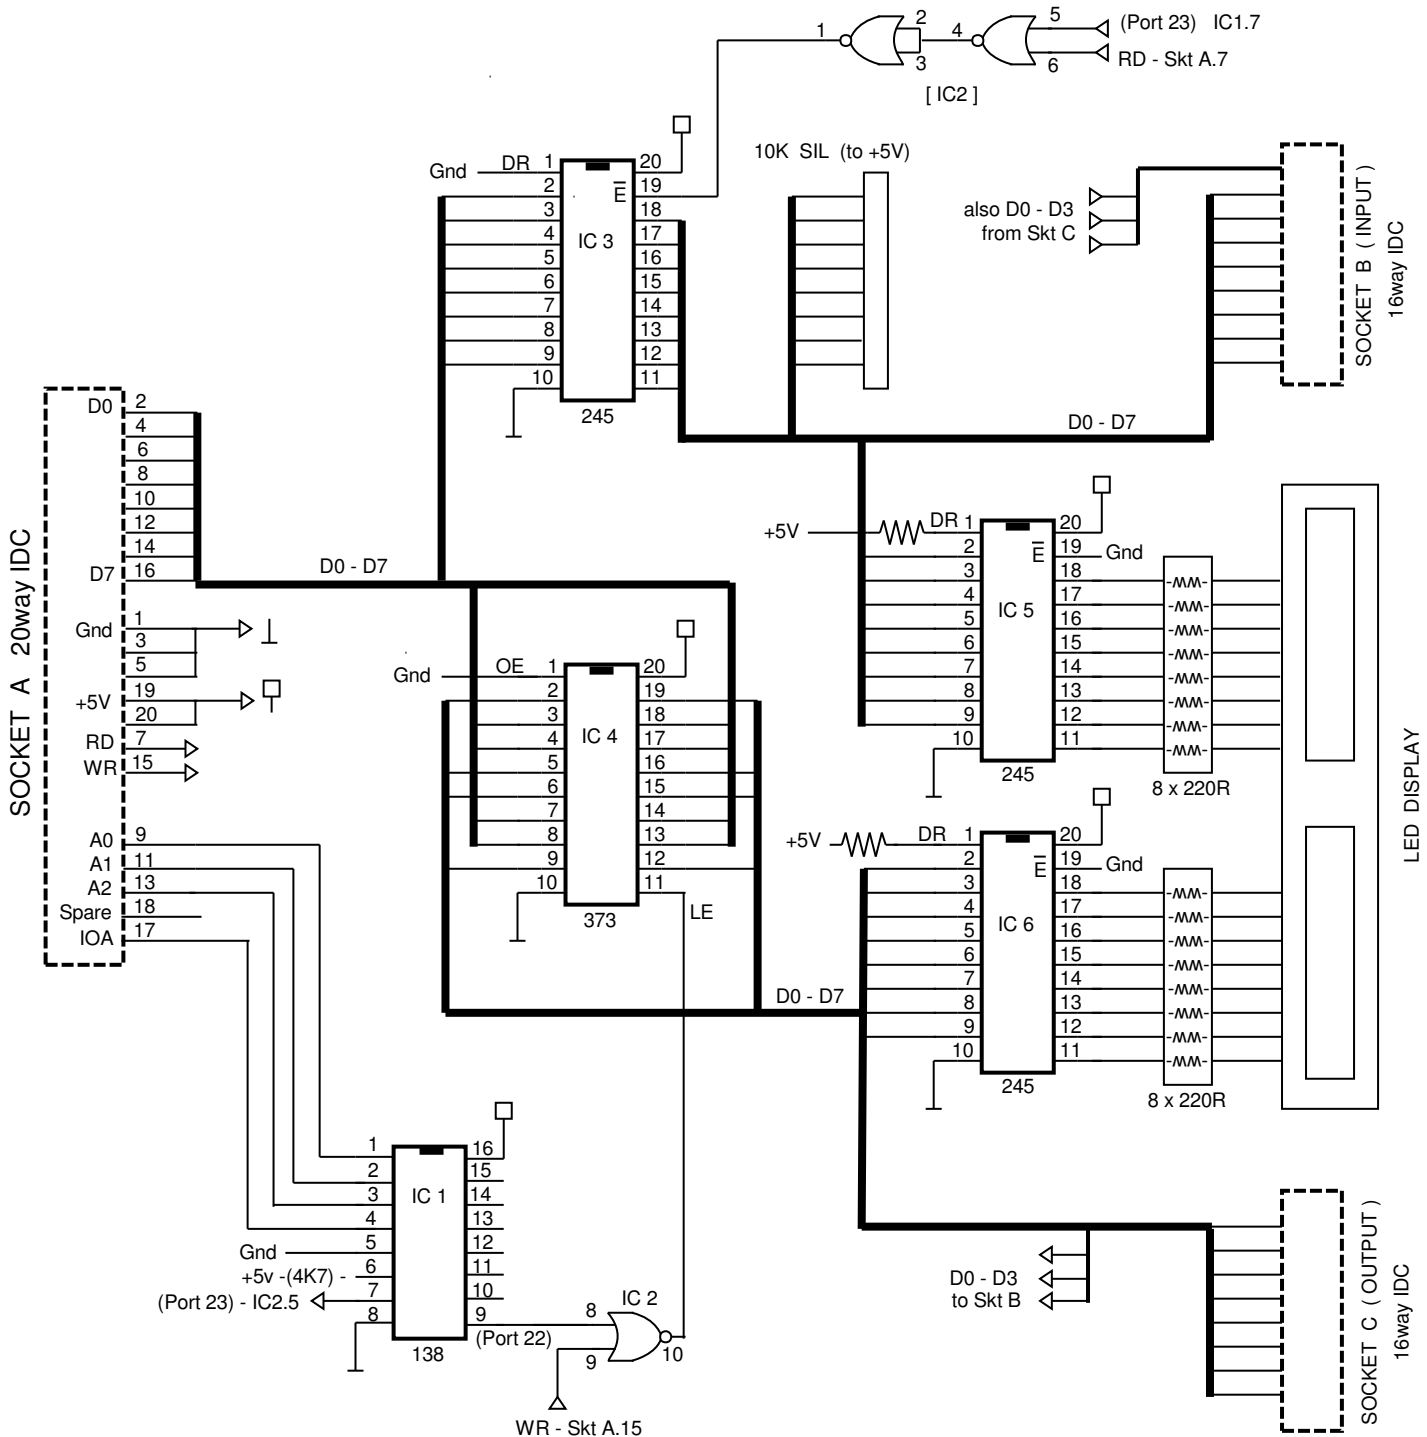 1
2
3
4
5
6
(Port 23) IC1.7
RD - Skt A.7
[ IC2 ]
10K SIL (to +5V)
Gnd
DR
1
2
3
4
5
6
7
8
9
10
20
19
18
17
16
15
14
13
12
11
E
IC 3
245
also D0 - D3
from Skt C
SOCKET B ( INPUT )
16way IDC
D0 - D7
SOCKET A 20way IDC
D0 2
4
6
8
10
12
14
D7 16
Gnd 1
3
5
+5V 19
20
RD 7
WR 15
A0 9
A1 11
A2 13
Spare 18
IOA 17
D0 - D7
+5V
DR
1
2
3
4
5
6
7
8
9
10
20
19 Gnd
18
17
16
15
14
13
12
11
E
IC 5
245
8 x 220R
LED DISPLAY
Gnd
OE
1
2
3
4
5
6
7
8
9
10
20
19
18
17
16
15
14
13
12
11
IC 4
373
LE
+5V
DR
1
2
3
4
5
6
7
8
9
10
20
19 Gnd
18
17
16
15
14
13
12
11
E
IC 6
245
8 x 220R
D0 - D7
1
2
3
4
5
6
7
8
16
15
14
13
12
11
10
9
IC 1
138
Gnd
+5v -(4K7) -
(Port 23) - IC2.5
(Port 22)
IC 2
8
9
10
WR - Skt A.15
D0 - D3
to Skt B
SOCKET C ( OUTPUT )
16way IDC